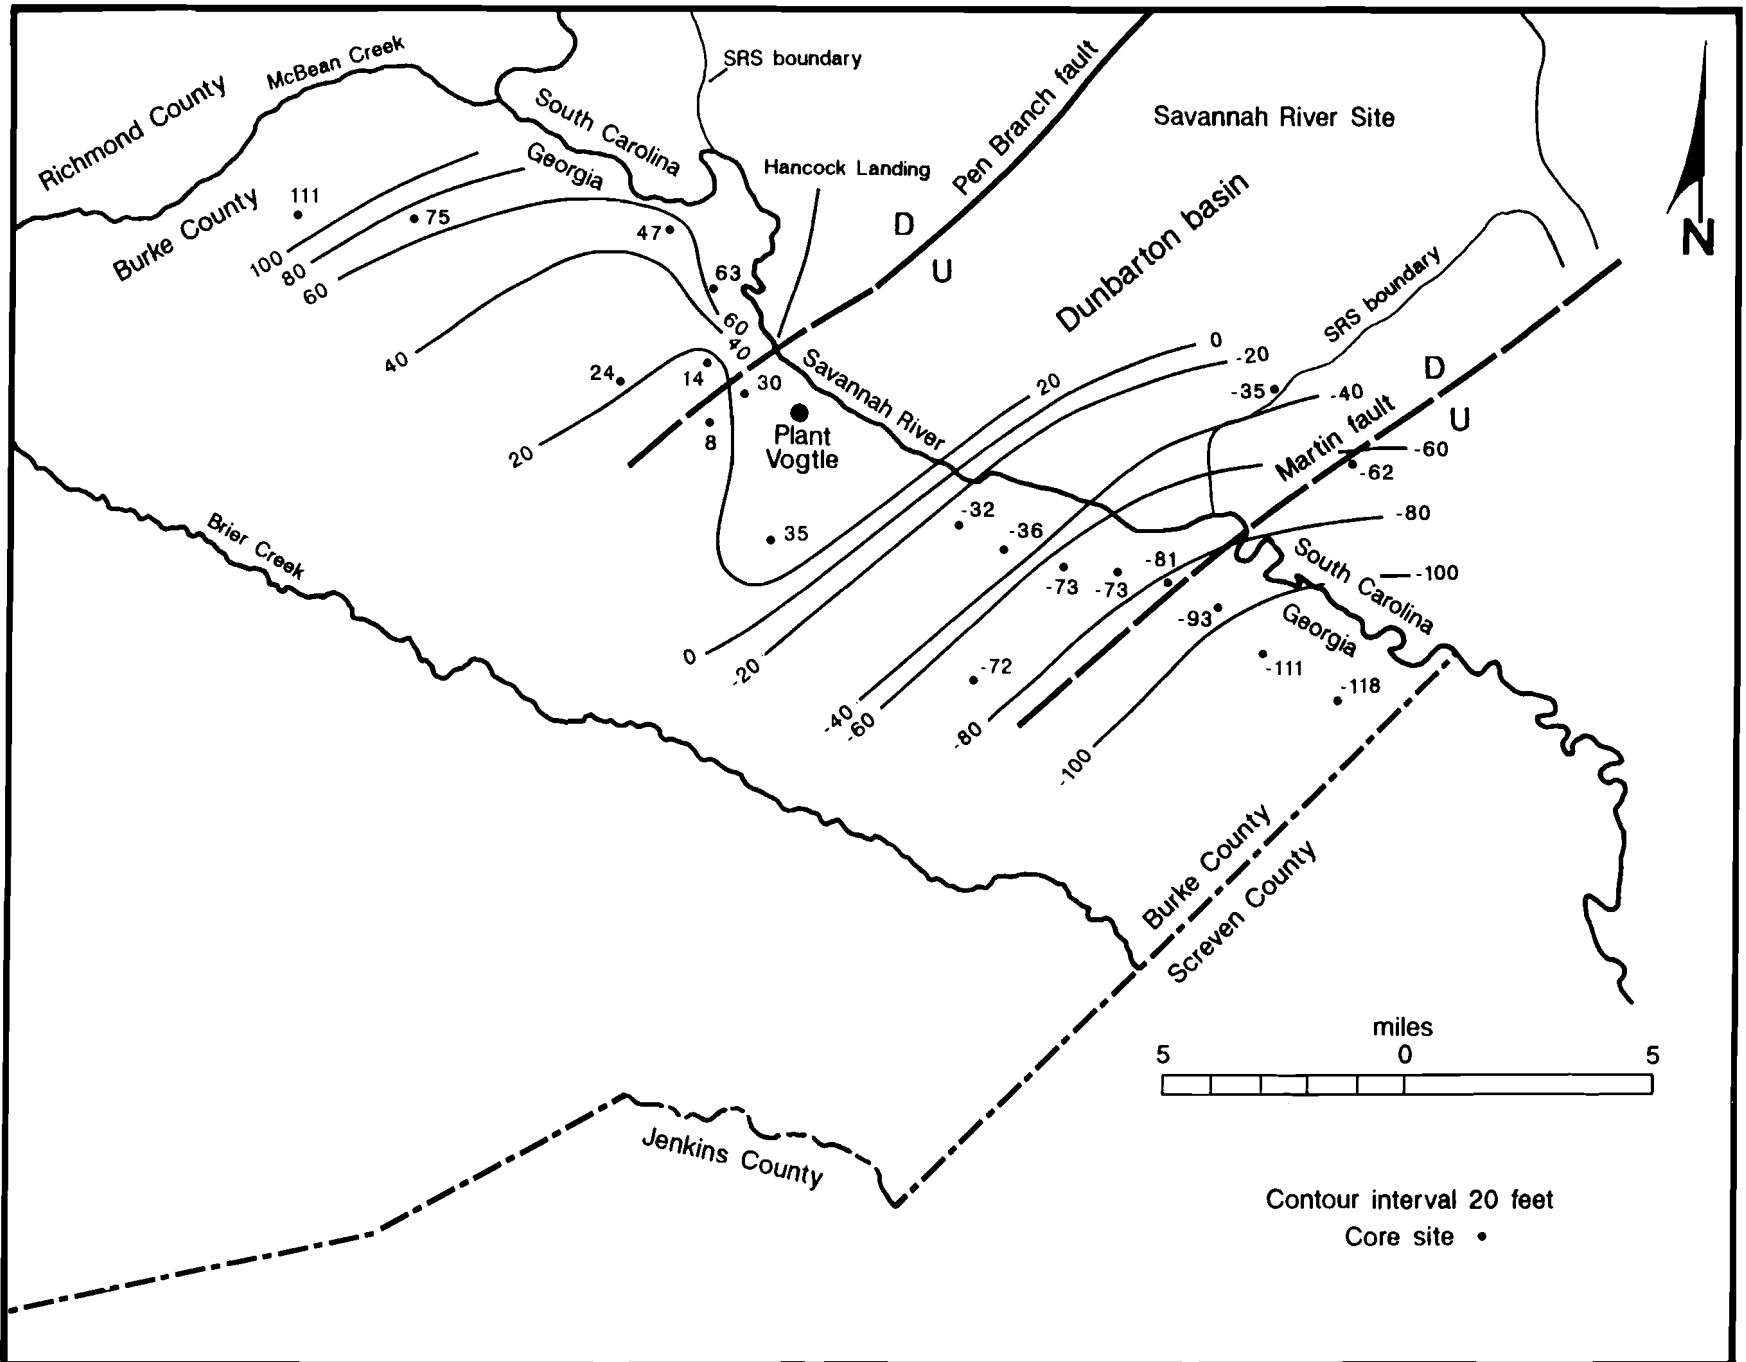 SRS boundary
McBean Creek
Richmond County
South Carolina
Georgia
Pen Branch fault
Savannah River Site
Hancock Landing
111
75
Burke County
100
80
60
47
63
D
U
Dunbarton basin
SRS boundary
N
60
40
40
24
14
30
8
20
Plant
Vogtle
Savannah River
20
0
-20
-35
-40
D
U
Martin fault
-60
-62
-80
-100
35
-32
-36
-73
-73
-81
-93
-72
-111
-118
South Carolina
Georgia
Brier Creek
0
-20
-40
-60
-80
-100
Burke County
Screven County
Jenkins County
miles
5 0 5
Contour interval 20 feet
Core site